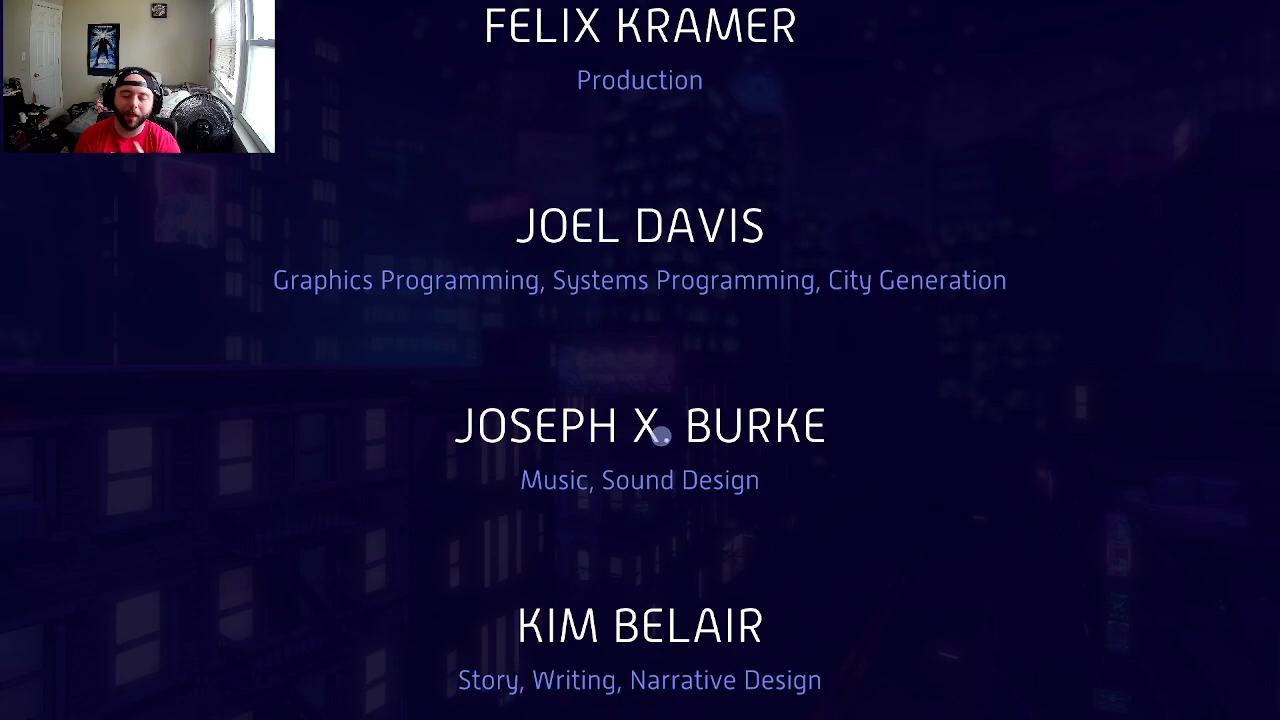 FELIX KRAMER
Production
JOEL DAVIS
Graphics Programming, Systems Programming, City Generation
JOSEPH X. BURKE
Music, Sound Design
KIM BELAIR
Story, Writing, Narrative Design